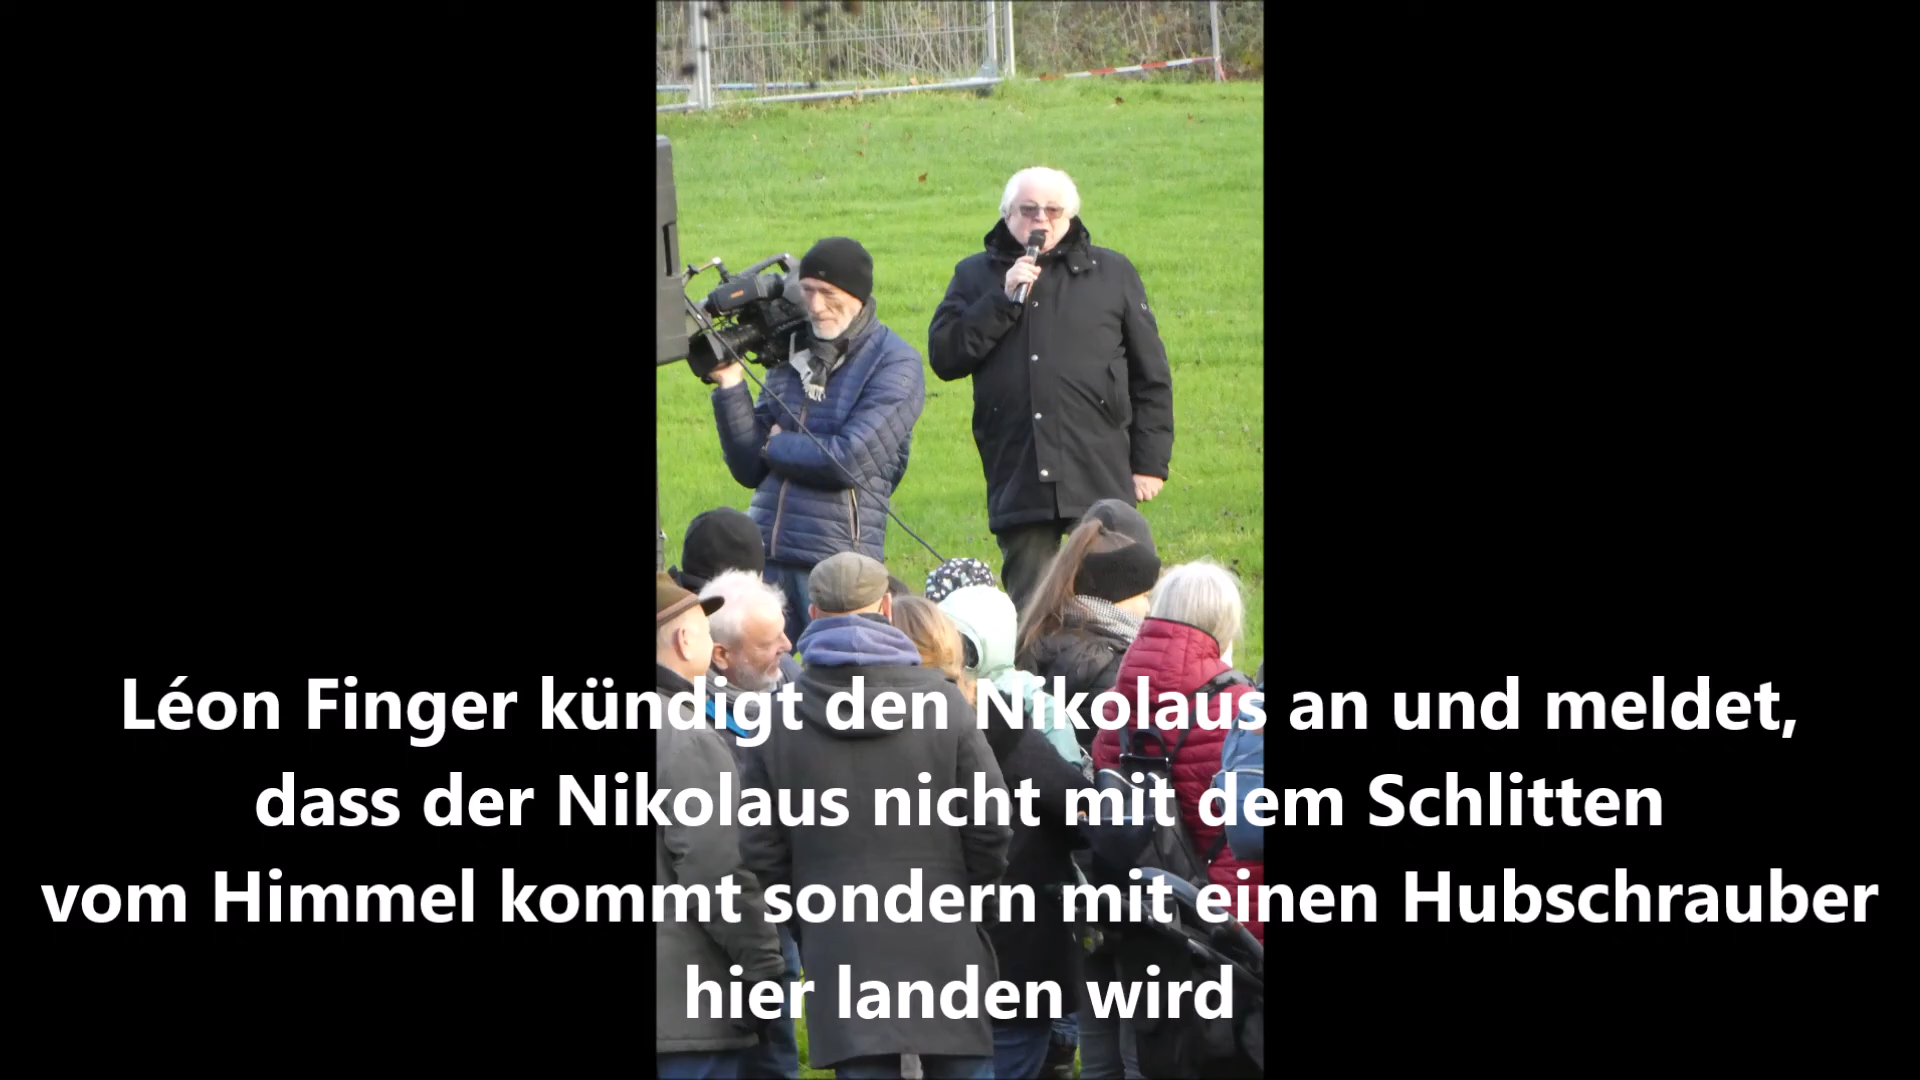 Léon Finger kündigt den Nikolaus an und meldet,
dass der Nikolaus nicht mit dem Schlitten
vom Himmel kommt sondern mit einen Hubschrauber
hier landen wird